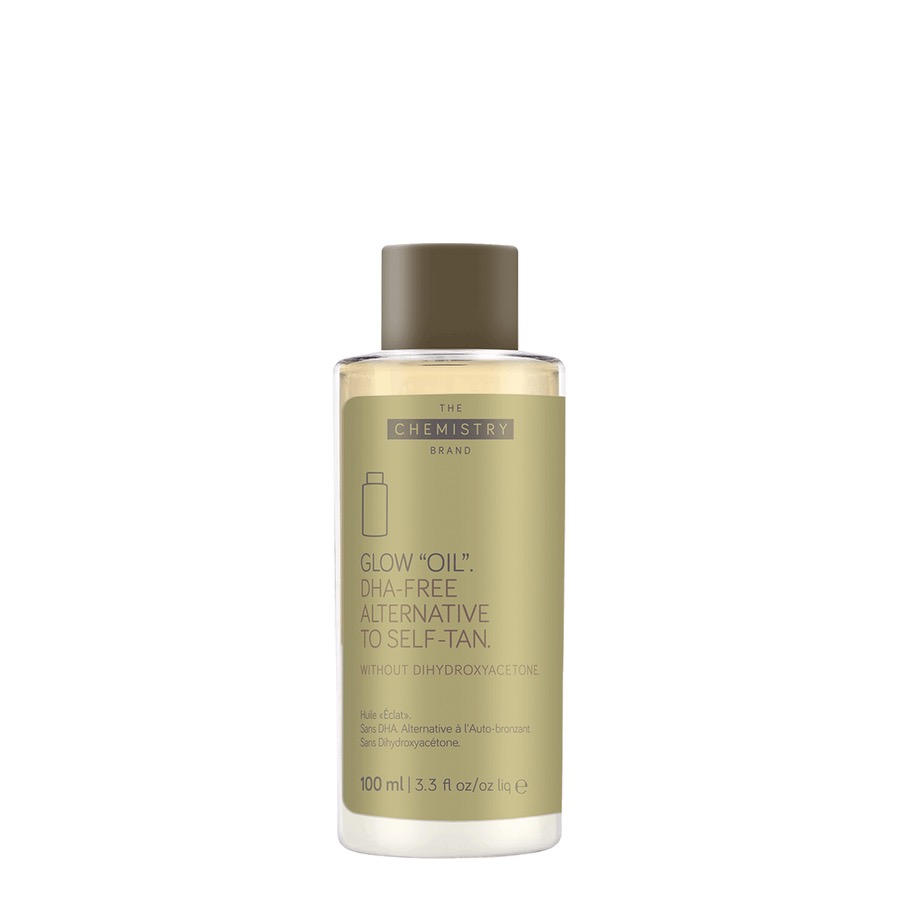 THE
CHEMISTRY
BRAND
GLOW “OIL”.
DHA-FREE
ALTERNATIVE
TO SELF-TAN.
WITHOUT DIHYDROXYACETONE.
Huile «Éclat».
Sans DHA. Alternative à l'Auto-bronzant.
Sans Dihydroxyacétone.
100 ml | 3.3 fl oz/oz liq ℮